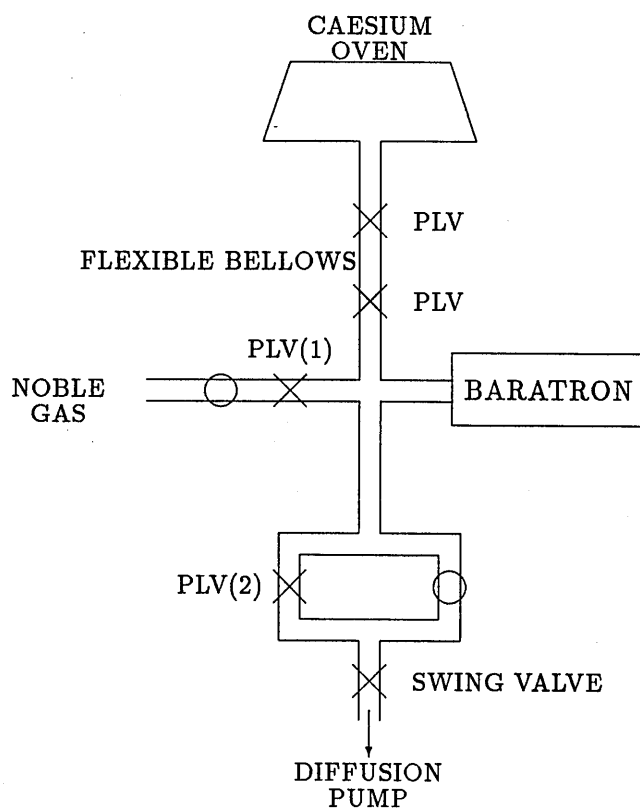 CAESIUM
OVEN
PLV
FLEXIBLE BELLOWS
PLV
PLV(1)
NOBLE
GAS
BARATRON
PLV(2)
SWING VALVE
DIFFUSION
PUMP